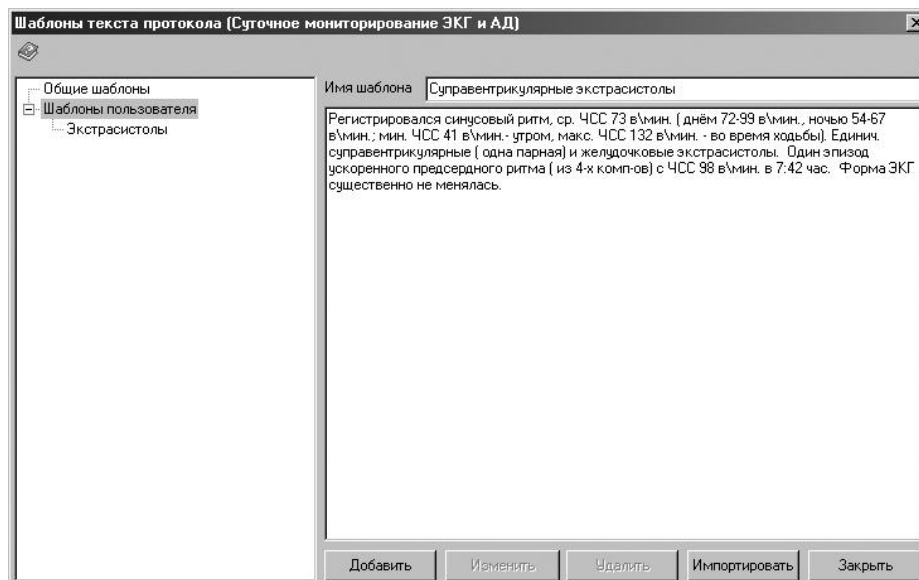 Шаблоны текста протокола (Суточное мониторирование ЭКГ и АД)
Общие шаблоны
Шаблоны пользователя
Экстрасистолы
Имя шаблона
Суправентрикулярные экстрасистолы
Регистрировался синусовый ритм, ср. ЧСС 73 в\мин. ( днём 72-99 в\мин., ночью 54-67
в\мин.; мин. ЧСС 41 в\мин.- утром, макс. ЧСС 132 в\мин. - во время ходьбы). Единич.
суправентрикулярные ( одна парная) и желудочковые экстрасистолы.  Один эпизод
ускоренного предсердного ритма ( из 4-х комп-ов) с ЧСС 98 в\мин. в 7:42 час.  Форма ЭКГ
существенно не менялась.
Добавить
Изменить
Удалить
Импортировать
Закрыть